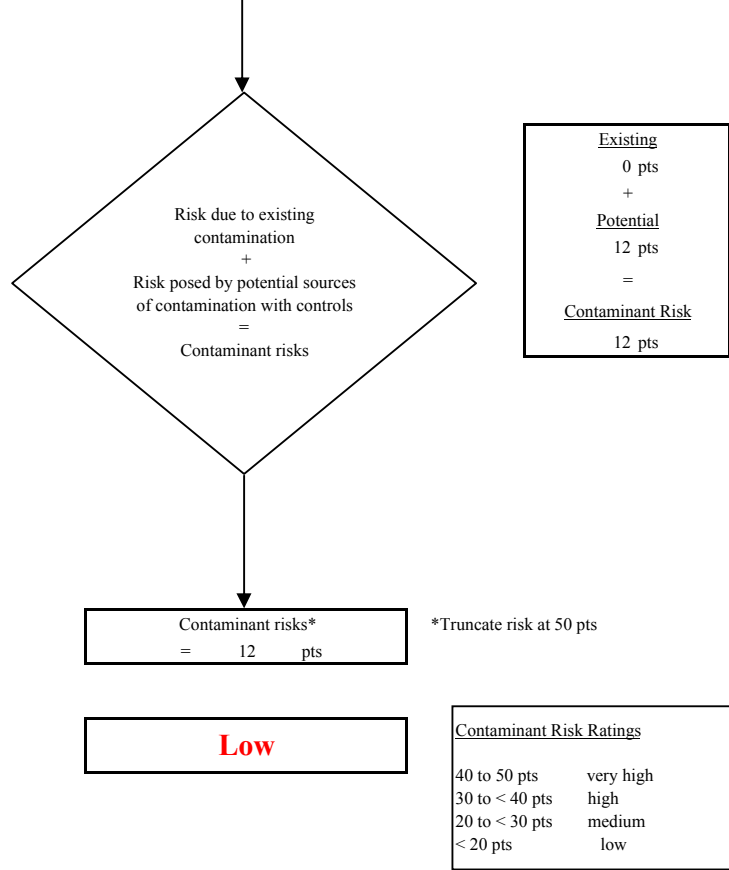 Risk due to existing
contamination
+
Risk posed by potential sources
of contamination with controls
=
Contaminant risks
Existing
0 pts
+
Potential
12 pts
=
Contaminant Risk
12 pts
Contaminant risks*
= 12 pts
*Truncate risk at 50 pts
Low
Contaminant Risk Ratings
40 to 50 pts very high
30 to < 40 pts high
20 to < 30 pts medium
< 20 pts low